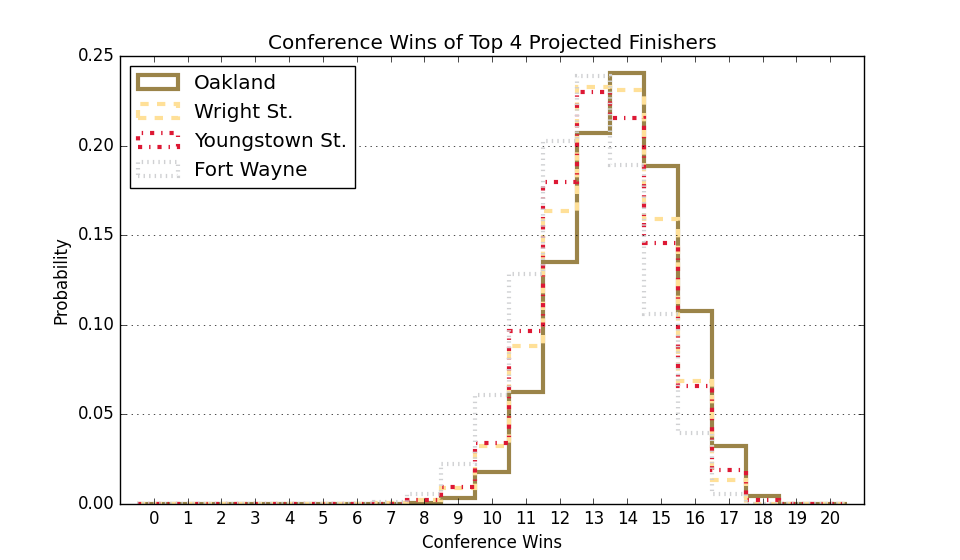 Conference Wins of Top 4 Projected Finishers
0.25
0.20
0.15
0.10
0.05
0.00
Probability
Oakland
Wright St.
Youngstown St.
Fort Wayne
0 1 2 3 4 5 6 7 8 9 10 11 12 13 14 15 16 17 18 19 20
Conference Wins